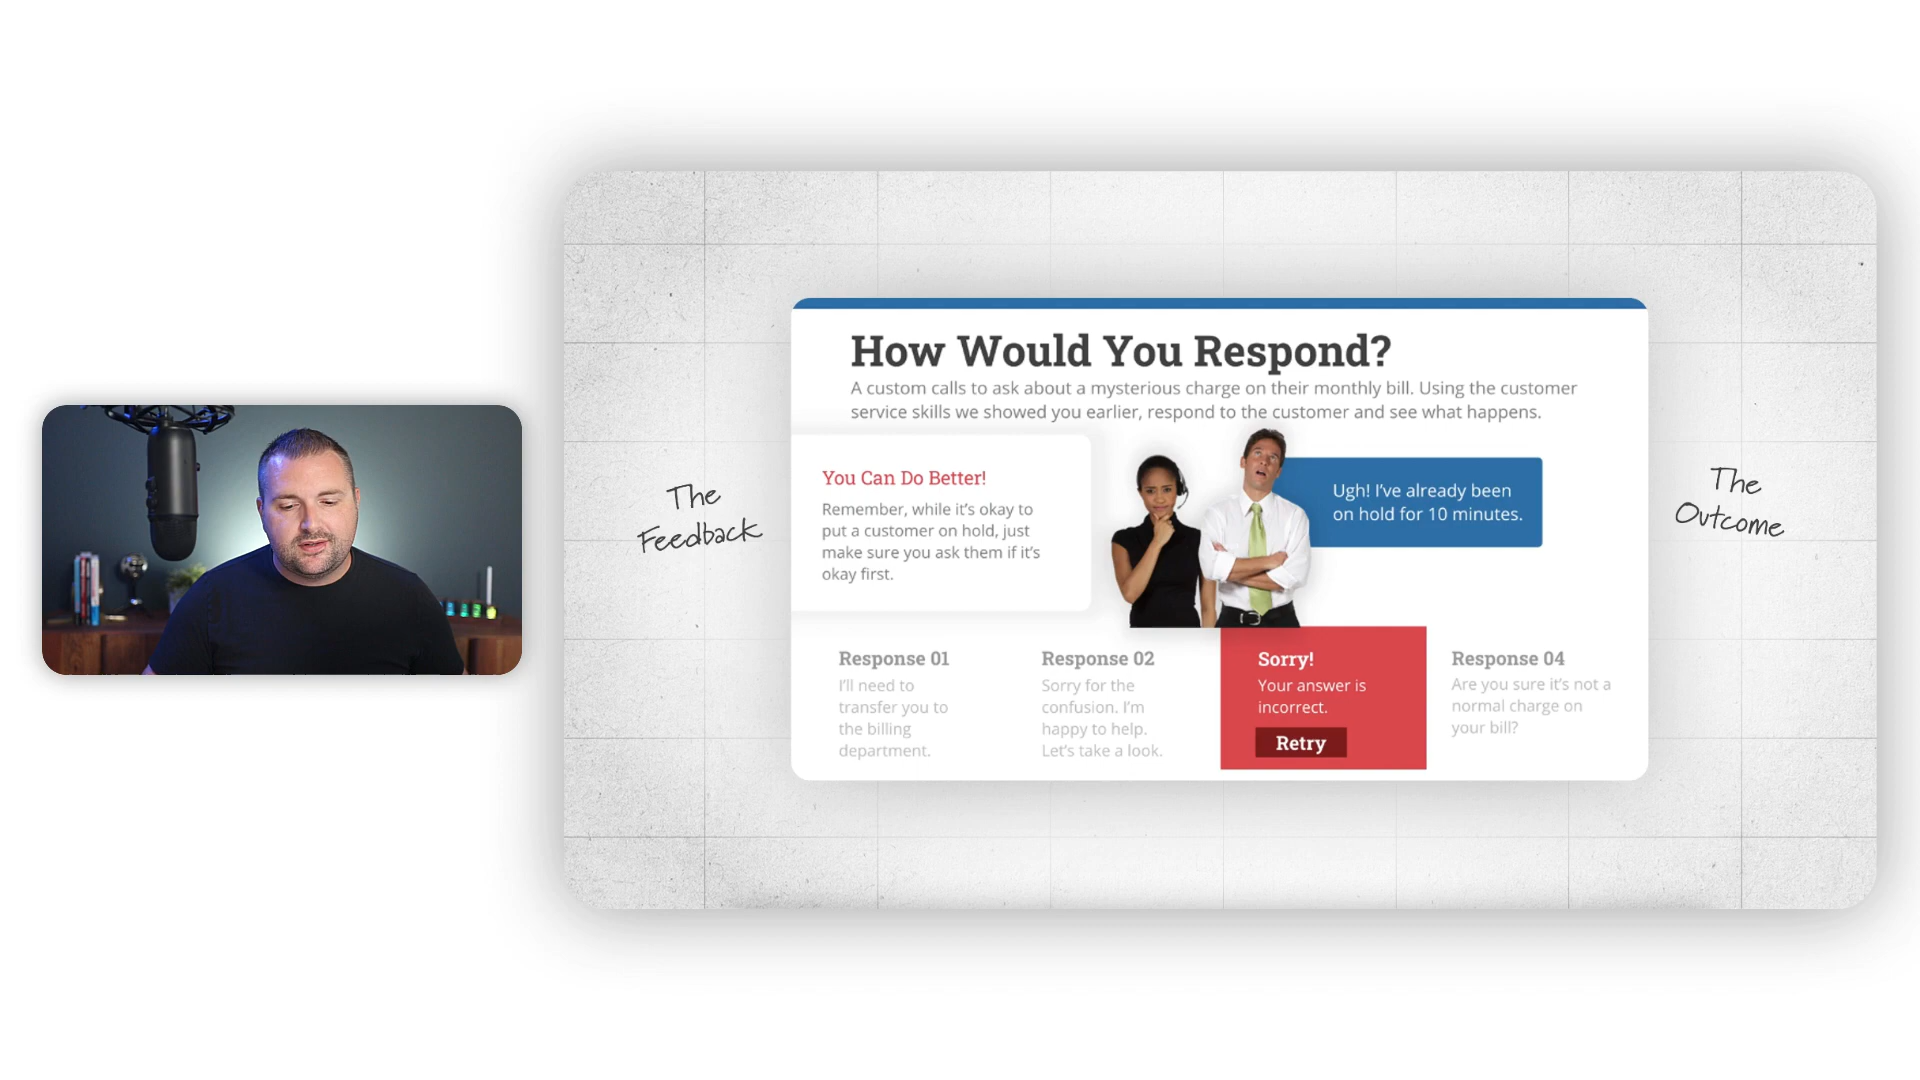 How Would You Respond?
A custom calls to ask about a mysterious charge on their monthly bill. Using the customer
service skills we showed you earlier, respond to the customer and see what happens.
The
Feedback
You Can Do Better!
Remember, while it's okay to
put a customer on hold, just
make sure you ask them if it's
okay first.
Ugh! I've already been
on hold for 10 minutes.
The
Outcome
Response 01
I'll need to
transfer you to
the billing
department.
Response 02
Sorry for the
confusion. I'm
happy to help.
Let's take a look.
Sorry!
Your answer is
incorrect.
Retry
Response 04
Are you sure it's not a
normal charge on
your bill?